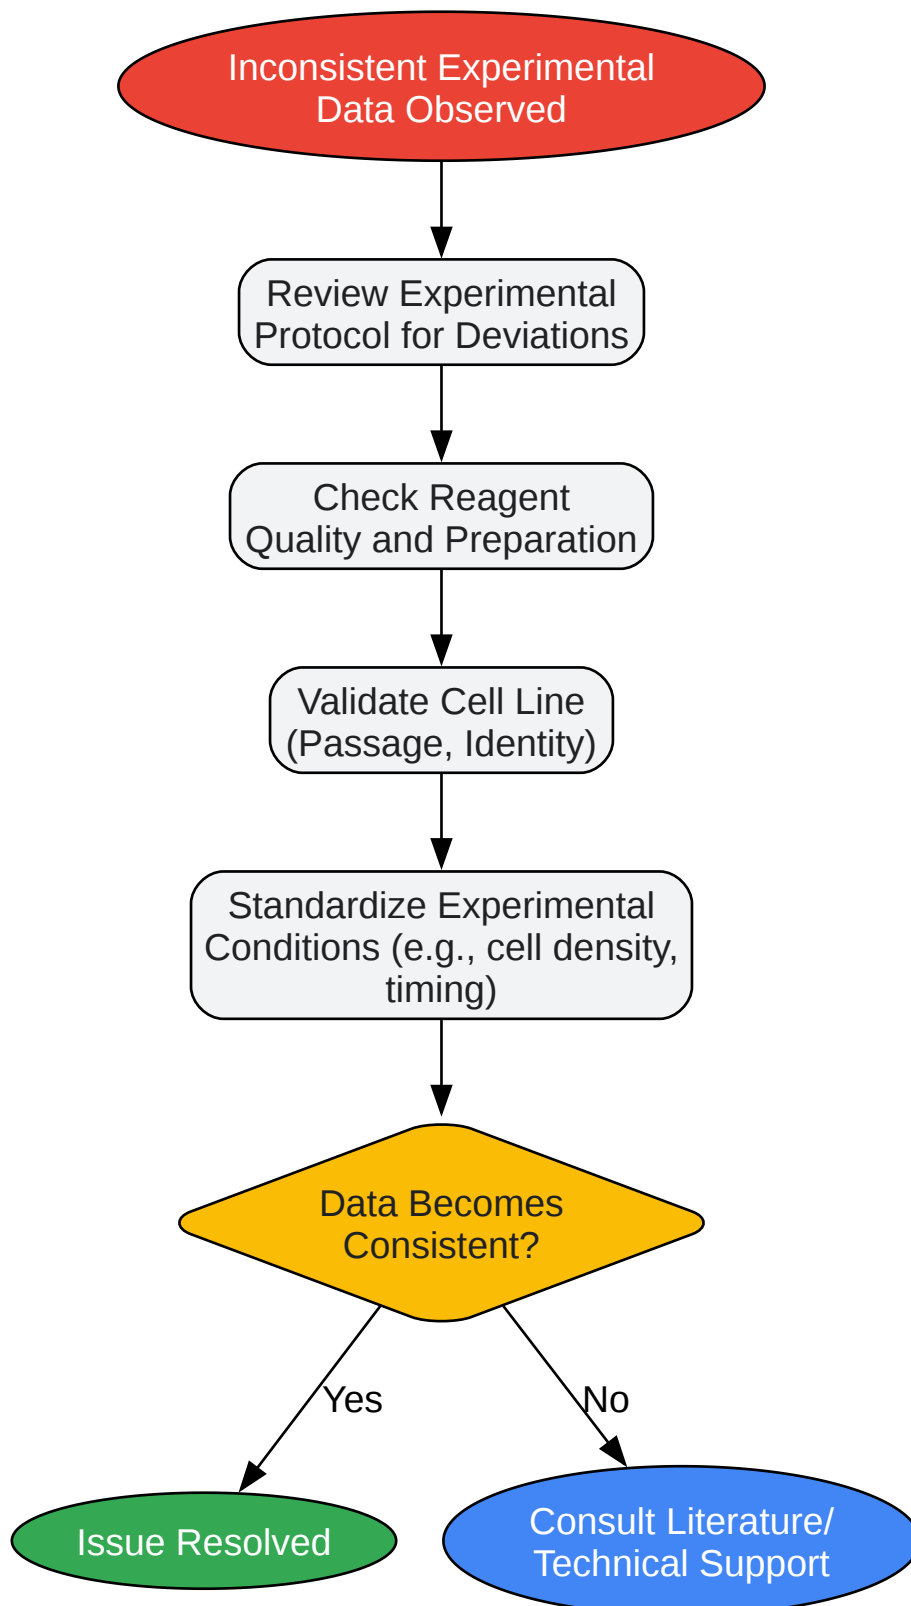 Inconsistent Experimental
Data Observed
Review Experimental
Protocol for Deviations
Check Reagent
Quality and Preparation
Validate Cell Line
(Passage, Identity)
Standardize Experimental
Conditions (e.g., cell density,
timing)
Data Becomes
Consistent?
Yes
No
Issue Resolved
Consult Literature/
Technical Support